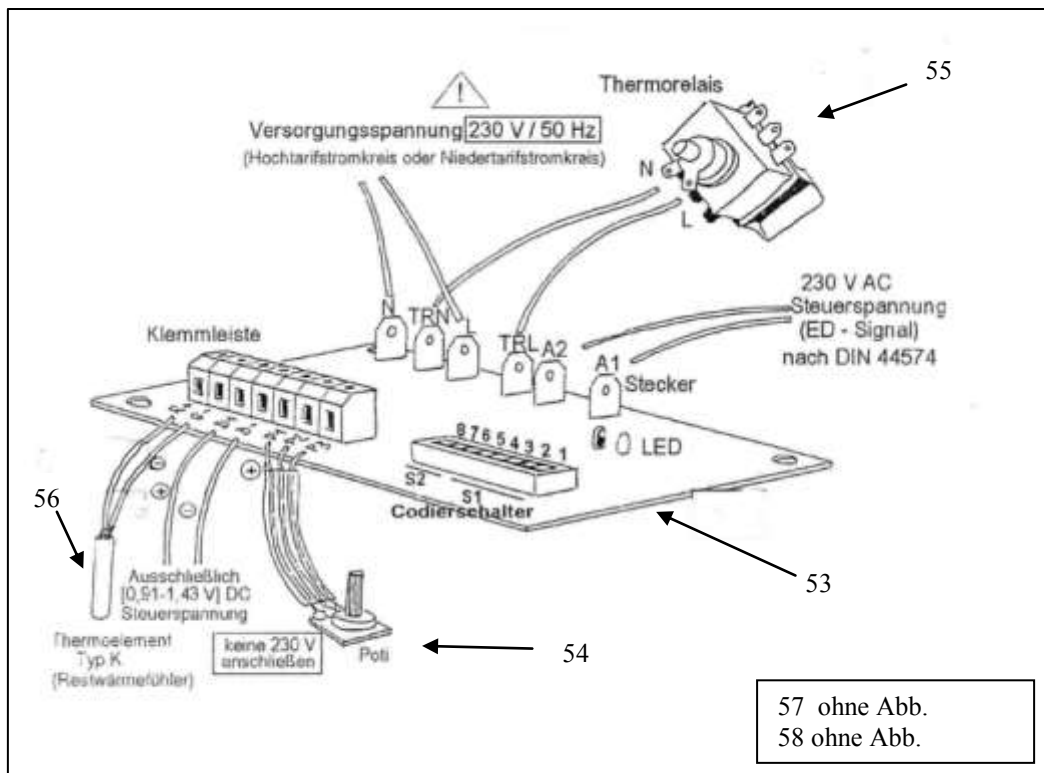 55
Thermorelais
!
Versorgungsspannung 230 V / 50 Hz
(Hochtarifstromkreis oder Niedertarifstromkreis)
N
L
230 V AC
Steuerspannung
(ED - Signal)
nach DIN 44574
N
TRN
L
TRL
A2
A1
Klemmleiste
Stecker
8 7 6 5 4 3 2 1
LED
S2
S1
Codierschalter
56
53
Ausschließlich
[0,91-1,43 V] DC
Steuerspannung
Thermoelement
Typ K
(Restwärmefühler)
keine 230 V
anschließen
Poti
54
57 ohne Abb.
58 ohne Abb.